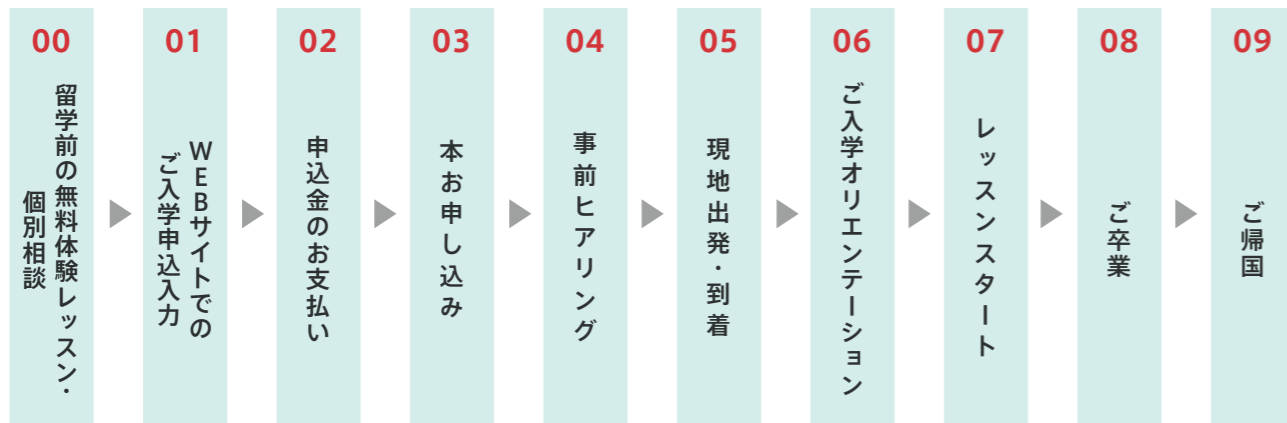 00
留学前の無料体験レッスン・
個別相談
01
WEBサイトでの
ご入学申込入力
02
申込金のお支払い
03
本お申し込み
04
事前ヒアリング
05
現地出発・到着
06
ご入学オリエンテーション
07
レッスンスタート
08
ご卒業
09
ご帰国